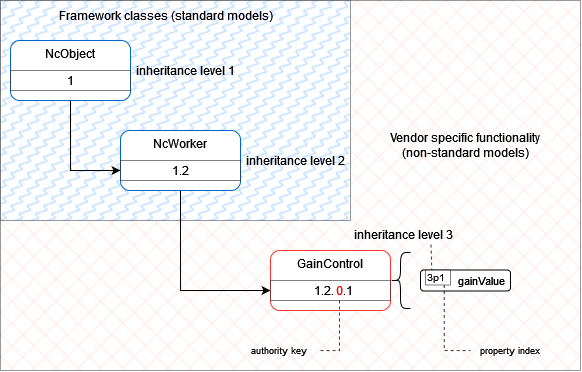 Framework classes (standard models)
NcObject
1
inheritance level 1
NcWorker
1.2
inheritance level 2
Vendor specific functionality
(non-standard models)
inheritance level 3
GainControl
1.2.0.1
3p1
gainValue
authority key
property index